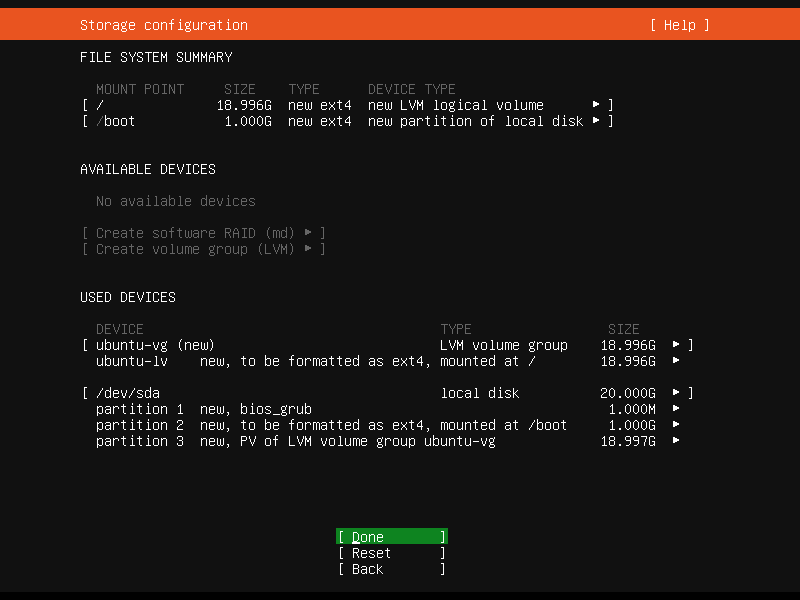 Storage configuration [ Help ]
FILE SYSTEM SUMMARY
MOUNT POINT SIZE TYPE DEVICE TYPE
[ / 18.996G new ext4 new LVM logical volume ▸ ]
[ /boot 1.000G new ext4 new partition of local disk ▸ ]
AVAILABLE DEVICES
No available devices
[ Create software RAID (md) ▸ ]
[ Create volume group (LVM) ▸ ]
USED DEVICES
DEVICE TYPE SIZE
[ ubuntu-vg (new) LVM volume group 18.996G ▸ ]
ubuntu-lv new, to be formatted as ext4, mounted at / 18.996G ▸
[ /dev/sda local disk 20.000G ▸ ]
partition 1 new, bios_grub 1.000M ▸
partition 2 new, to be formatted as ext4, mounted at /boot 1.000G ▸
partition 3 new, PV of LVM volume group ubuntu-vg 18.997G ▸
[ Done ]
[ Reset ]
[ Back ]